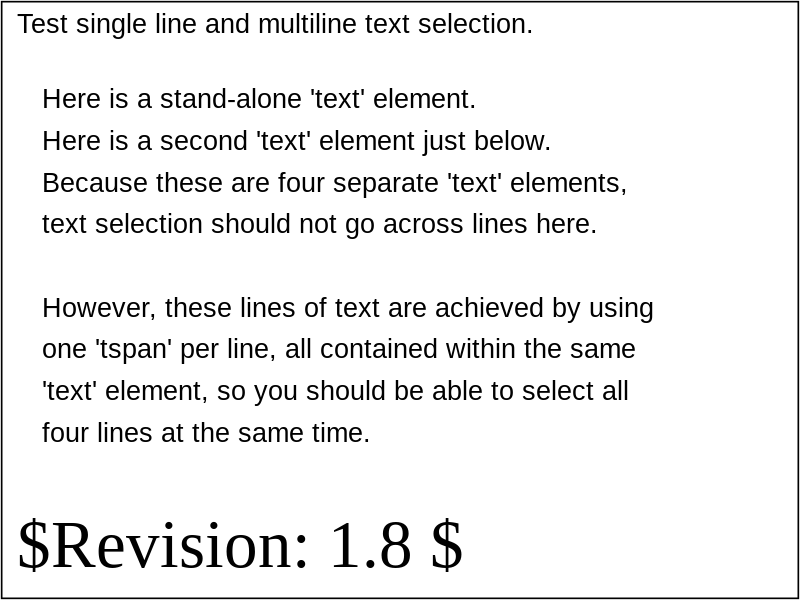 Test single line and multiline text selection.
Here is a stand-alone 'text' element.
Here is a second 'text' element just below.
Because these are four separate 'text' elements,
text selection should not go across lines here.
However, these lines of text are achieved by using
one 'tspan' per line, all contained within the same
'text' element, so you should be able to select all
four lines at the same time.
$Revision: 1.8 $